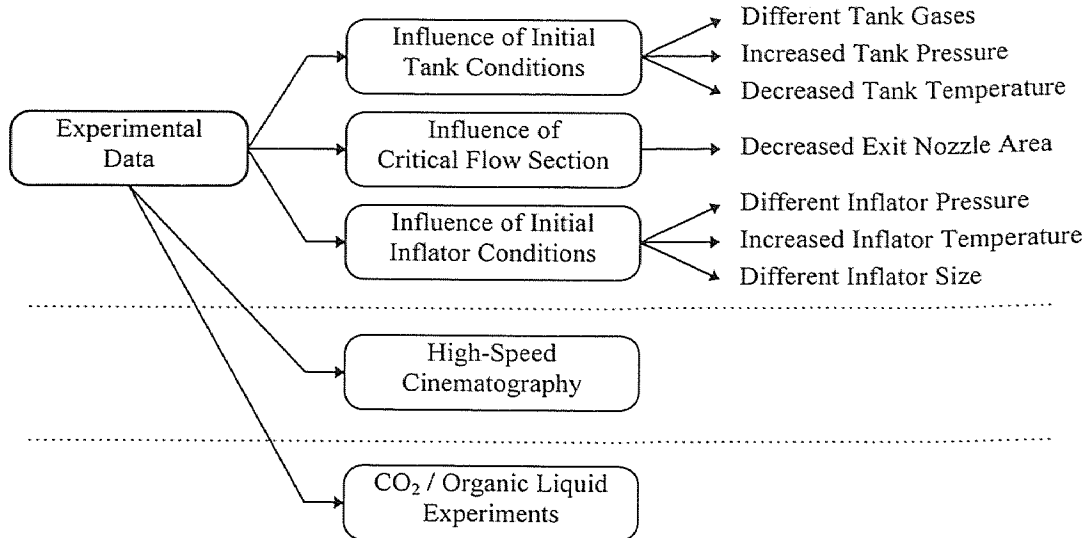 Experimental
Data
Influence of Initial
Tank Conditions
Different Tank Gases
Increased Tank Pressure
Decreased Tank Temperature
Influence of
Critical Flow Section
Decreased Exit Nozzle Area
Influence of Initial
Inflator Conditions
Different Inflator Pressure
Increased Inflator Temperature
Different Inflator Size
High-Speed
Cinematography
CO₂ / Organic Liquid
Experiments